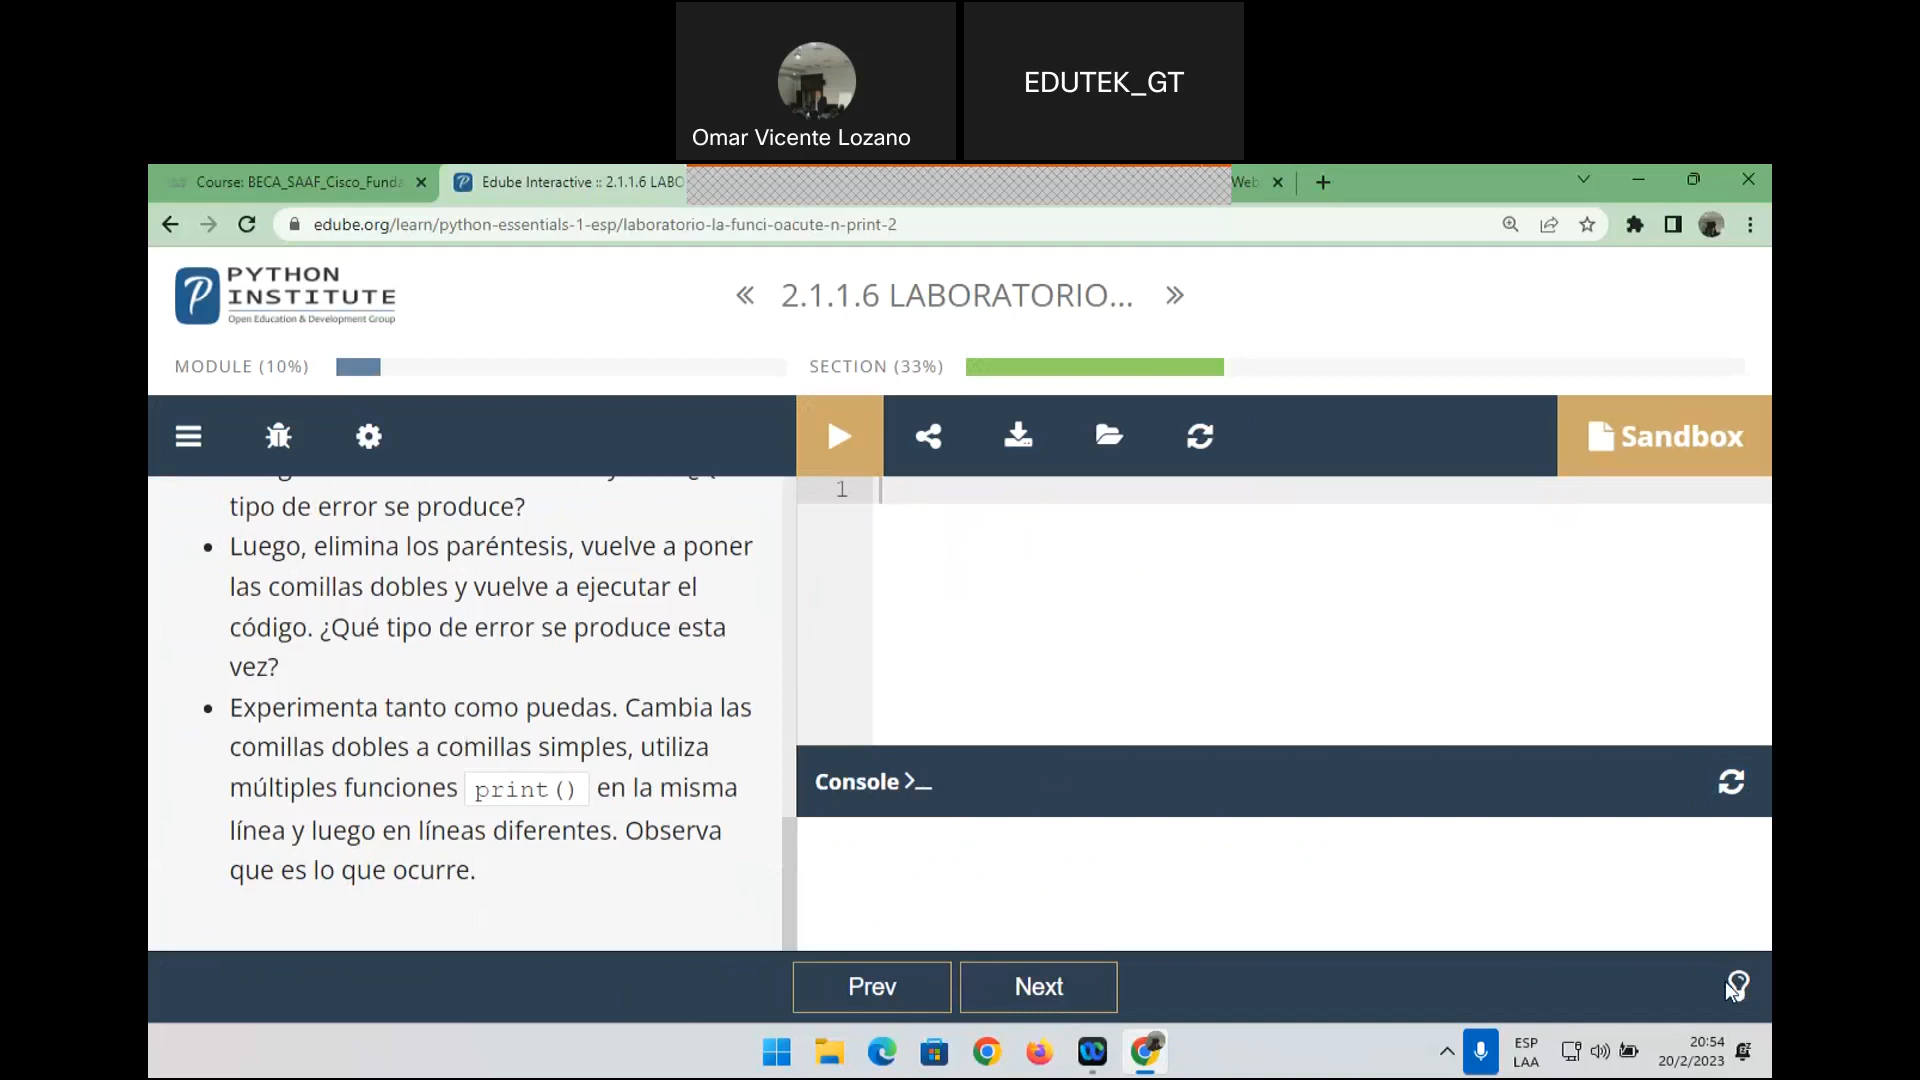 Omar Vicente Lozano
EDUTEK_GT
Course: BECA_SAAF_Cisco_Funda
Edube Interactive :: 2.1.1.6 LABO
Web
edube.org/learn/python-essentials-1-esp/laboratorio-la-funci-oacute-n-print-2
PYTHON
INSTITUTE
Open Education & Development Group
2.1.1.6 LABORATORIO...
MODULE (10%)
SECTION (33%)
Sandbox
tipo de error se produce?
1
Luego, elimina los paréntesis, vuelve a poner
las comillas dobles y vuelve a ejecutar el
código. ¿Qué tipo de error se produce esta
vez?
Experimenta tanto como puedas. Cambia las
comillas dobles a comillas simples, utiliza
múltiples funciones print() en la misma
línea y luego en líneas diferentes. Observa
que es lo que ocurre.
Console >_
Prev
Next
ESP
LAA
20:54
20/2/2023